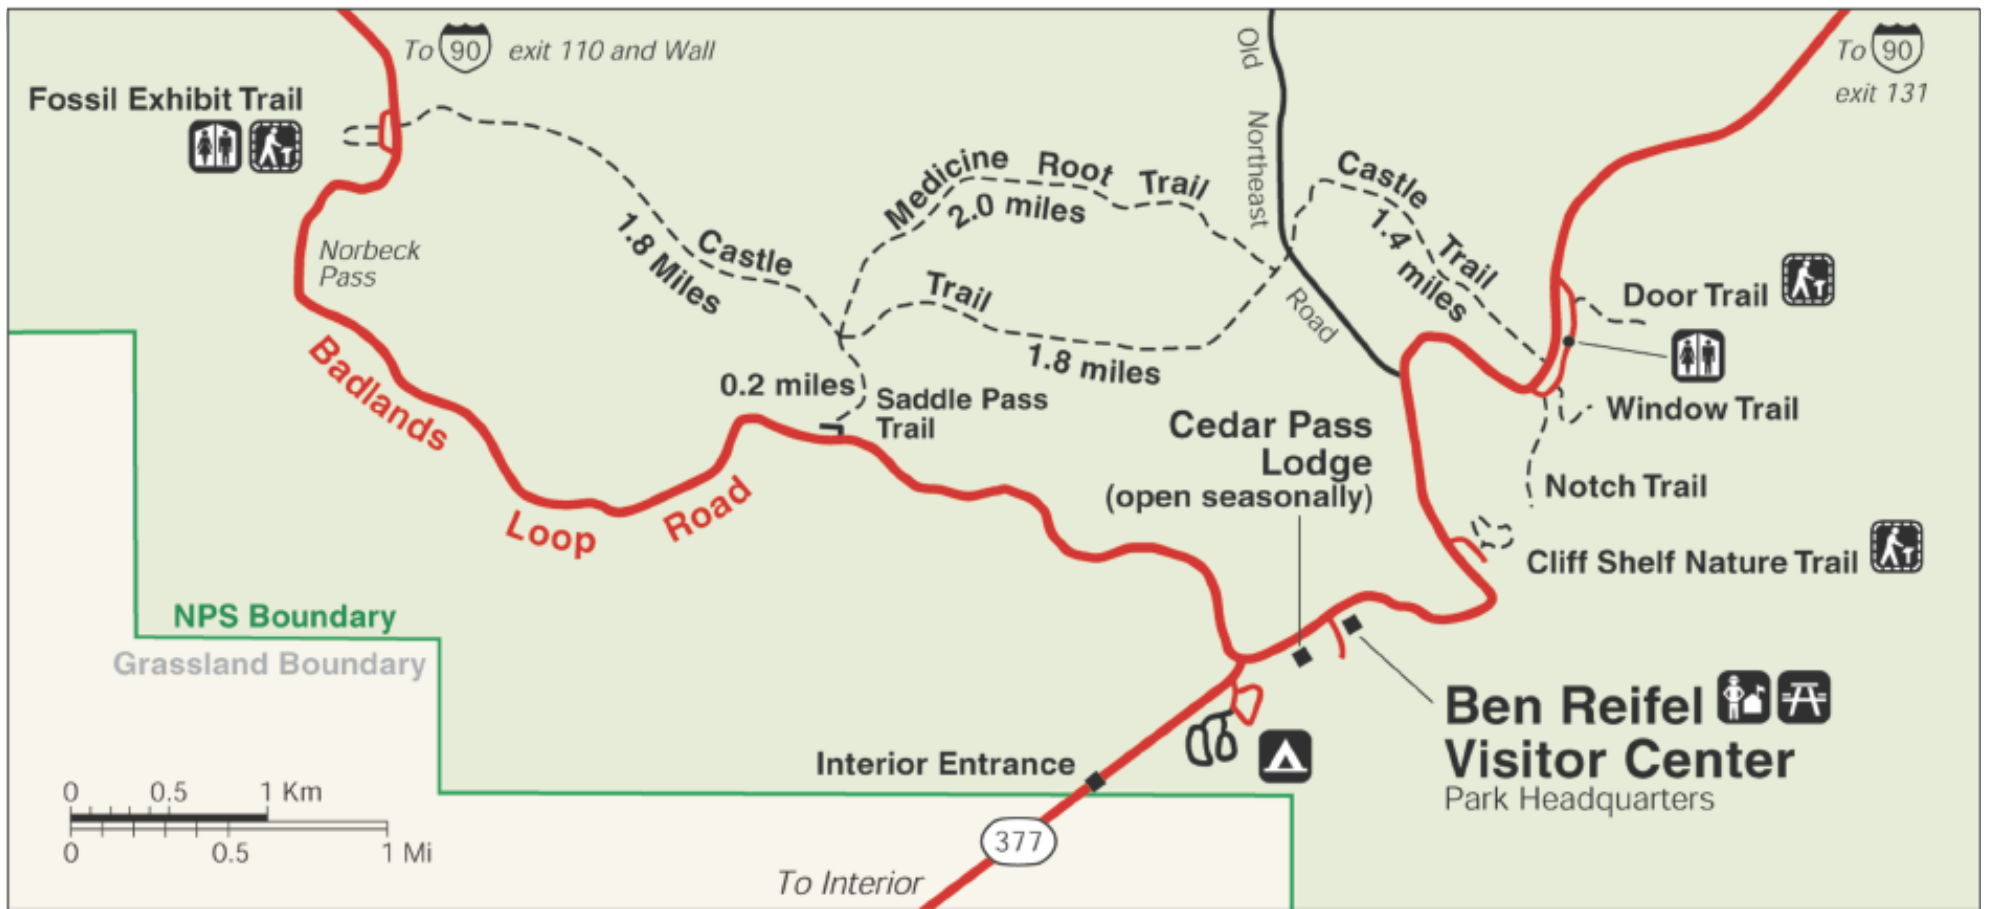 To 90 exit 110 and Wall
Old
To 90
exit 131
Fossil Exhibit Trail
Northeast
Road
Medicine Root Trail
2.0 miles
Castle
Trail
1.4
miles
Norbeck
Pass
1.8 Miles
Castle
Trail
1.8 miles
Door Trail
Badlands
Loop
Road
0.2 miles
Saddle Pass
Trail
Window Trail
Cedar Pass
Lodge
(open seasonally)
Notch Trail
Cliff Shelf Nature Trail
NPS Boundary
Grassland Boundary
Ben Reifel
Visitor Center
Park Headquarters
Interior Entrance
0 0.5 1 Km
0 0.5 1 Mi
377
To Interior